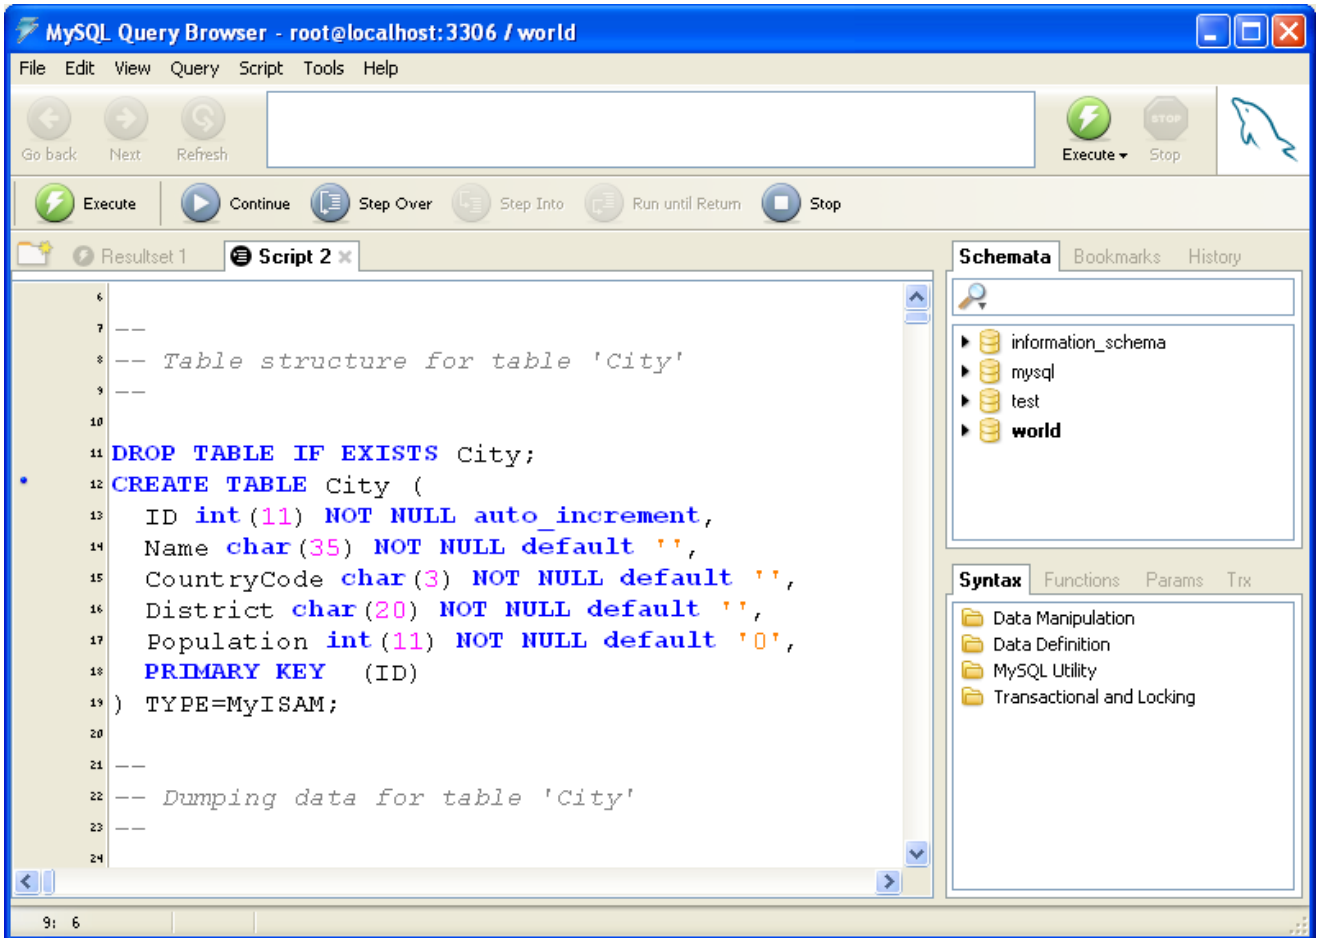 MySQL Query Browser - root@localhost:3306 / world
File Edit View Query Script Tools Help
Go back Next Refresh Execute STOP Stop
Execute Continue Step Over Step Into Run until Return Stop
Resultset 1 Script 2
Schemata Bookmarks History
6
7 --
8 -- Table structure for table 'City'
9 --
10
11 DROP TABLE IF EXISTS City;
12 CREATE TABLE City (
13 ID int(11) NOT NULL auto_increment,
14 Name char(35) NOT NULL default '',
15 CountryCode char(3) NOT NULL default '',
16 District char(20) NOT NULL default '',
17 Population int(11) NOT NULL default '0',
18 PRIMARY KEY (ID)
19 ) TYPE=MyISAM;
20
21 --
22 -- Dumping data for table 'City'
23 --
24
information_schema
mysql
test
world
Syntax Functions Params Trx
Data Manipulation
Data Definition
MySQL Utility
Transactional and Locking
9: 6